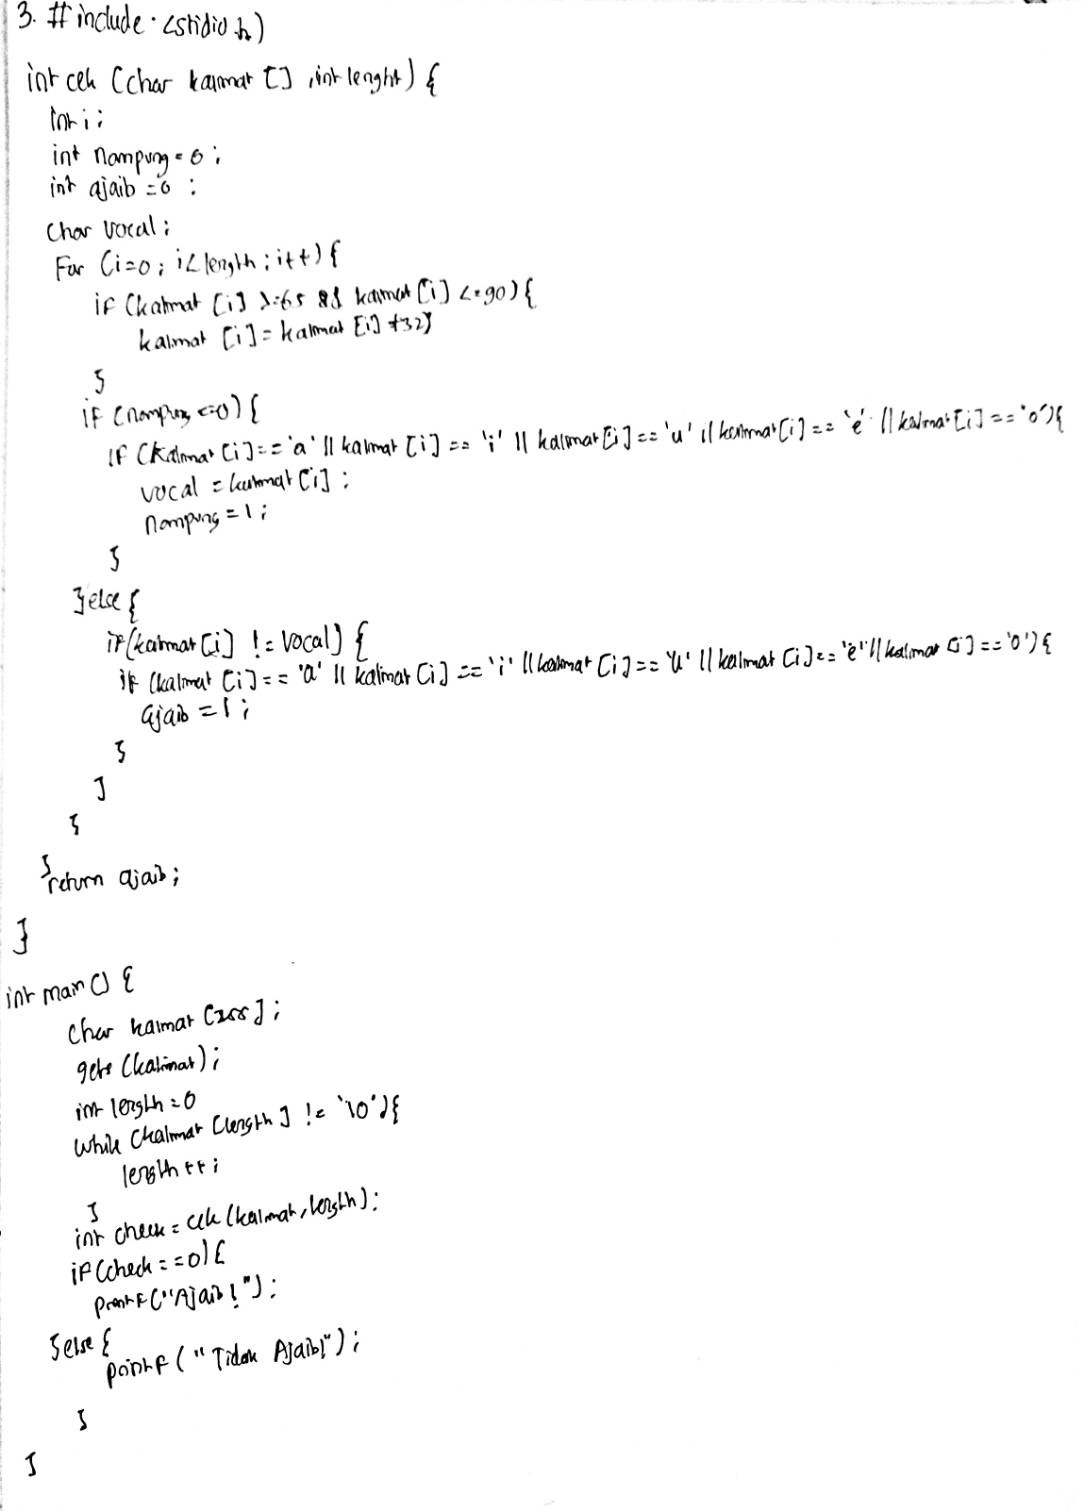 3. #include <stdio.h)
int cek (char kalimat [] ,int lenght) {
int i;
int nampung = 0;
int ajaib = 0;
char vocal;
For (i=0; i<length; i++) {
if (kalimat [i] >=65 && kalimat [i] <=90) {
kalimat [i] = kalimat [i] +32;
}
if (nampung ==0) {
if (kalimat [i] == 'a' || kalimat [i] == 'i' || kalimat [i] == 'u' || kalimat [i] == 'e' || kalimat [i] == 'o') {
vocal = kalimat [i];
nampung = 1;
}
} else {
if (kalimat [i] != vocal) {
if (kalimat [i] == 'a' || kalimat [i] == 'i' || kalimat [i] == 'u' || kalimat [i] == 'e' || kalimat [i] == 'o') {
ajaib = 1;
}
}
}
}
return ajaib;
}
int main () {
char kalimat [255];
gets (kalimat);
int length = 0
while (kalimat [length] != '\0') {
length ++;
}
int check = cek (kalimat, length);
if (check == 0) {
printf ("Ajaib!");
} else {
printf ("Tidak Ajaib!");
}
}